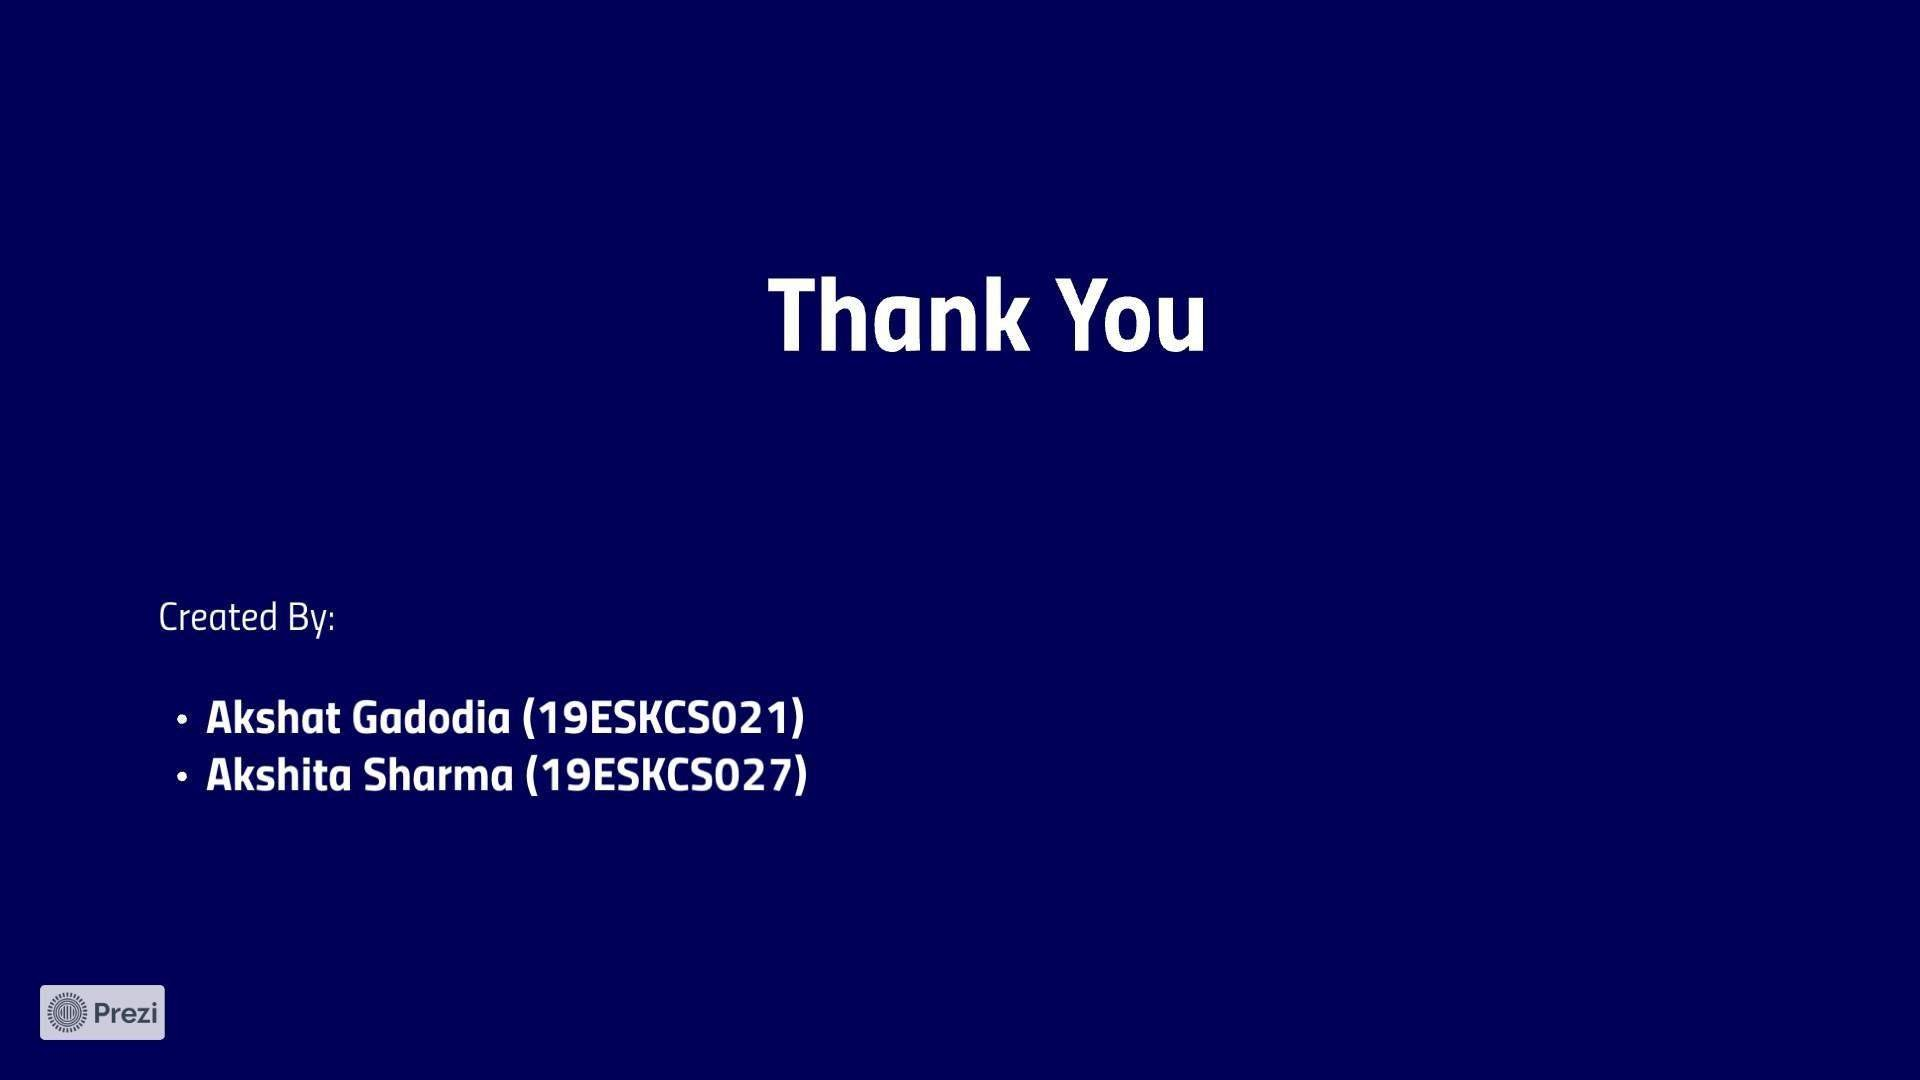 Thank You
Created By:
• Akshat Gadodia (19ESKCS021)
• Akshita Sharma (19ESKCS027)
Prezi